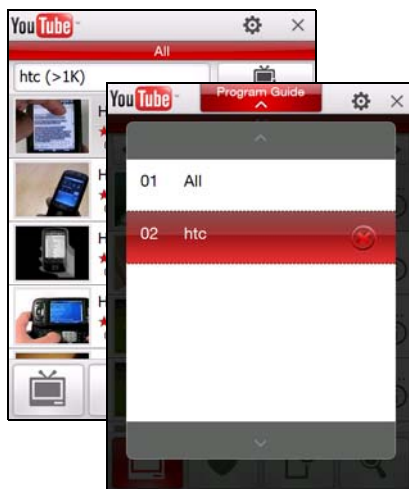 YouTube
All
htc (>1K)
H
H
H
H
YouTube
Program Guide
01 All
02 htc